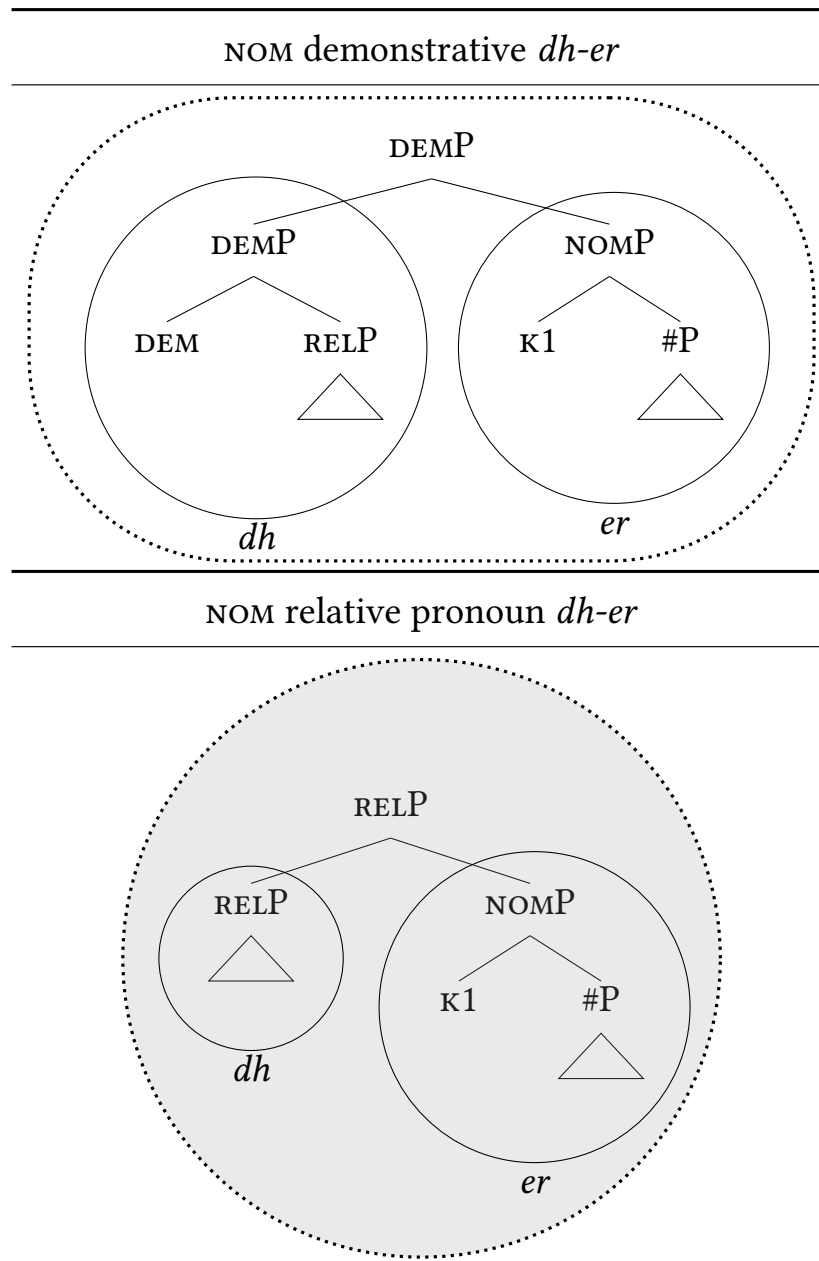 NOM demonstrative dh-er
DEMP
DEMP NOMP
DEM RELP K1 #P
dh er
NOM relative pronoun dh-er
RELP
RELP NOMP
K1 #P
dh
er